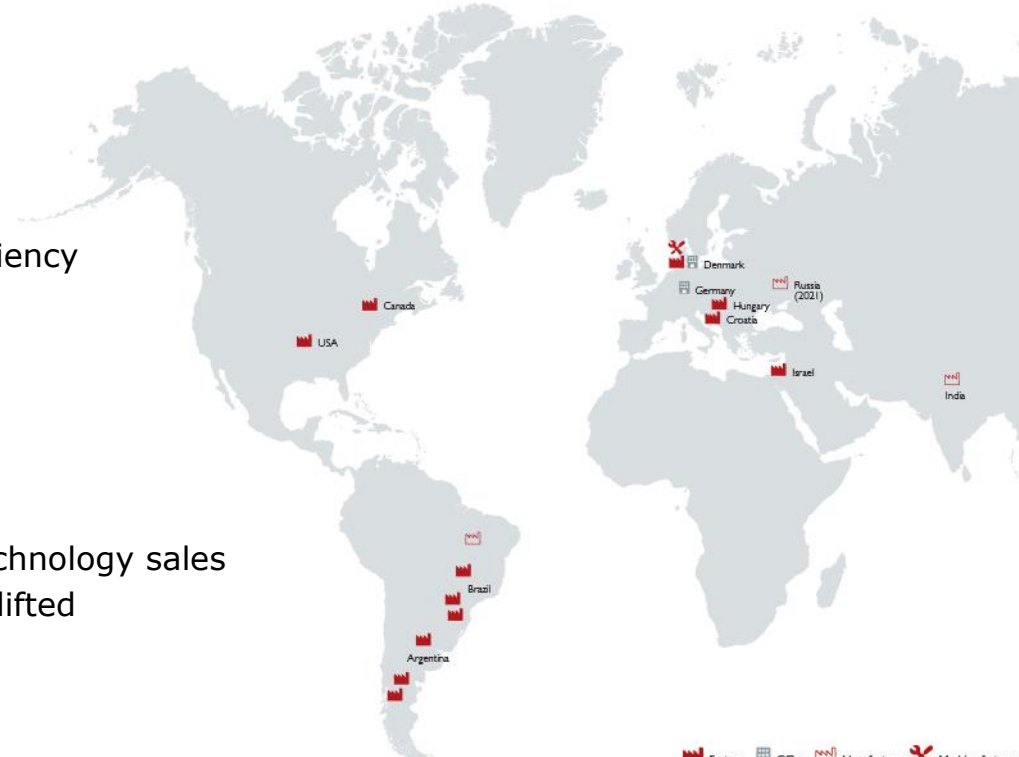 iency
chnology sales
lifted
Denmark
Germany
Russia
(2021)
Hungary
Croatia
Canada
USA
Israel
India
Brazil
Argentina